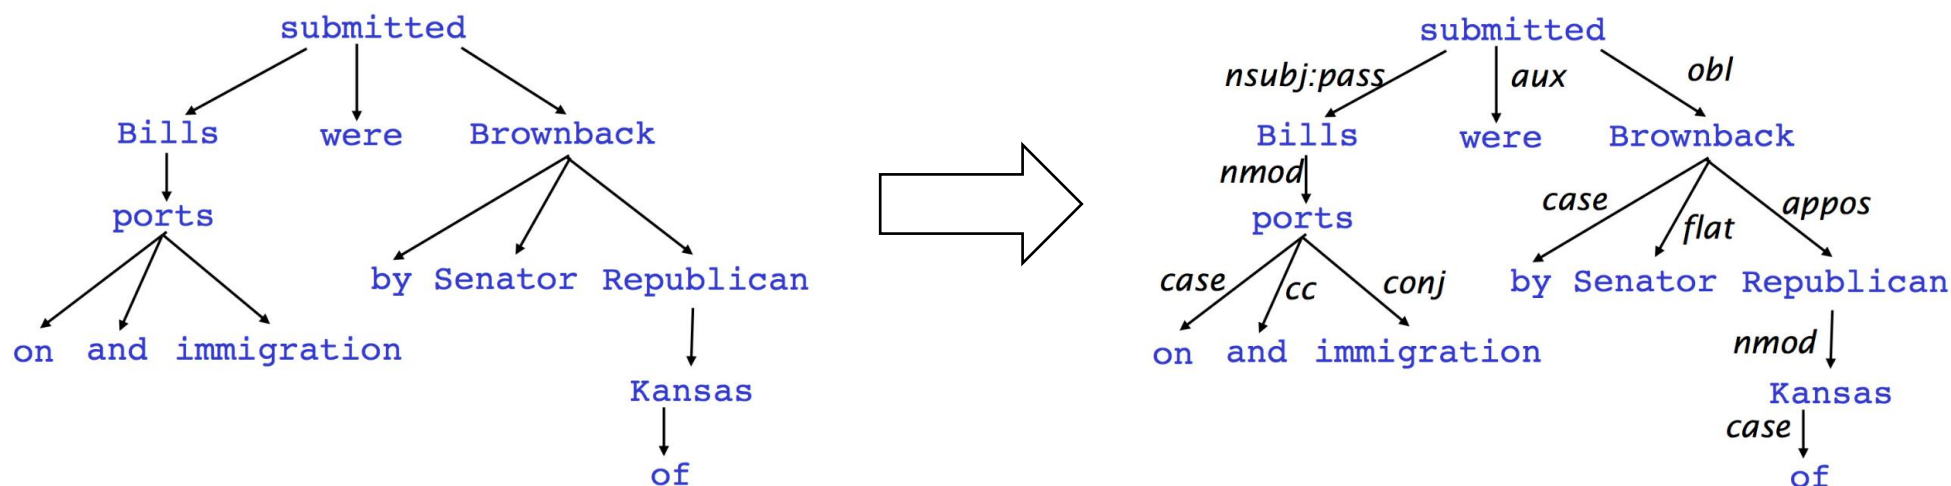 submitted
Bills were Brownback
ports
by Senator Republican
on and immigration
Kansas
of
submitted
nsubj:pass aux obl
Bills were Brownback
nmod
case flat appos
ports
case cc conj
by Senator Republican
on and immigration
nmod
Kansas
case
of